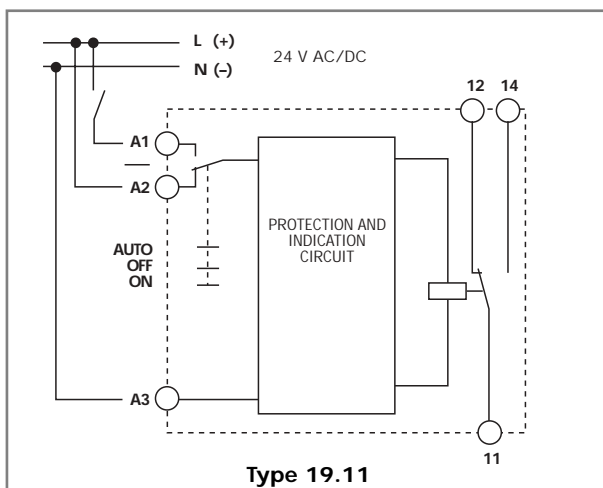 L (+)
N (–)
24 V AC/DC
12
14
A1
A2
PROTECTION AND
INDICATION
CIRCUIT
AUTO
OFF
ON
A3
11
Type 19.11